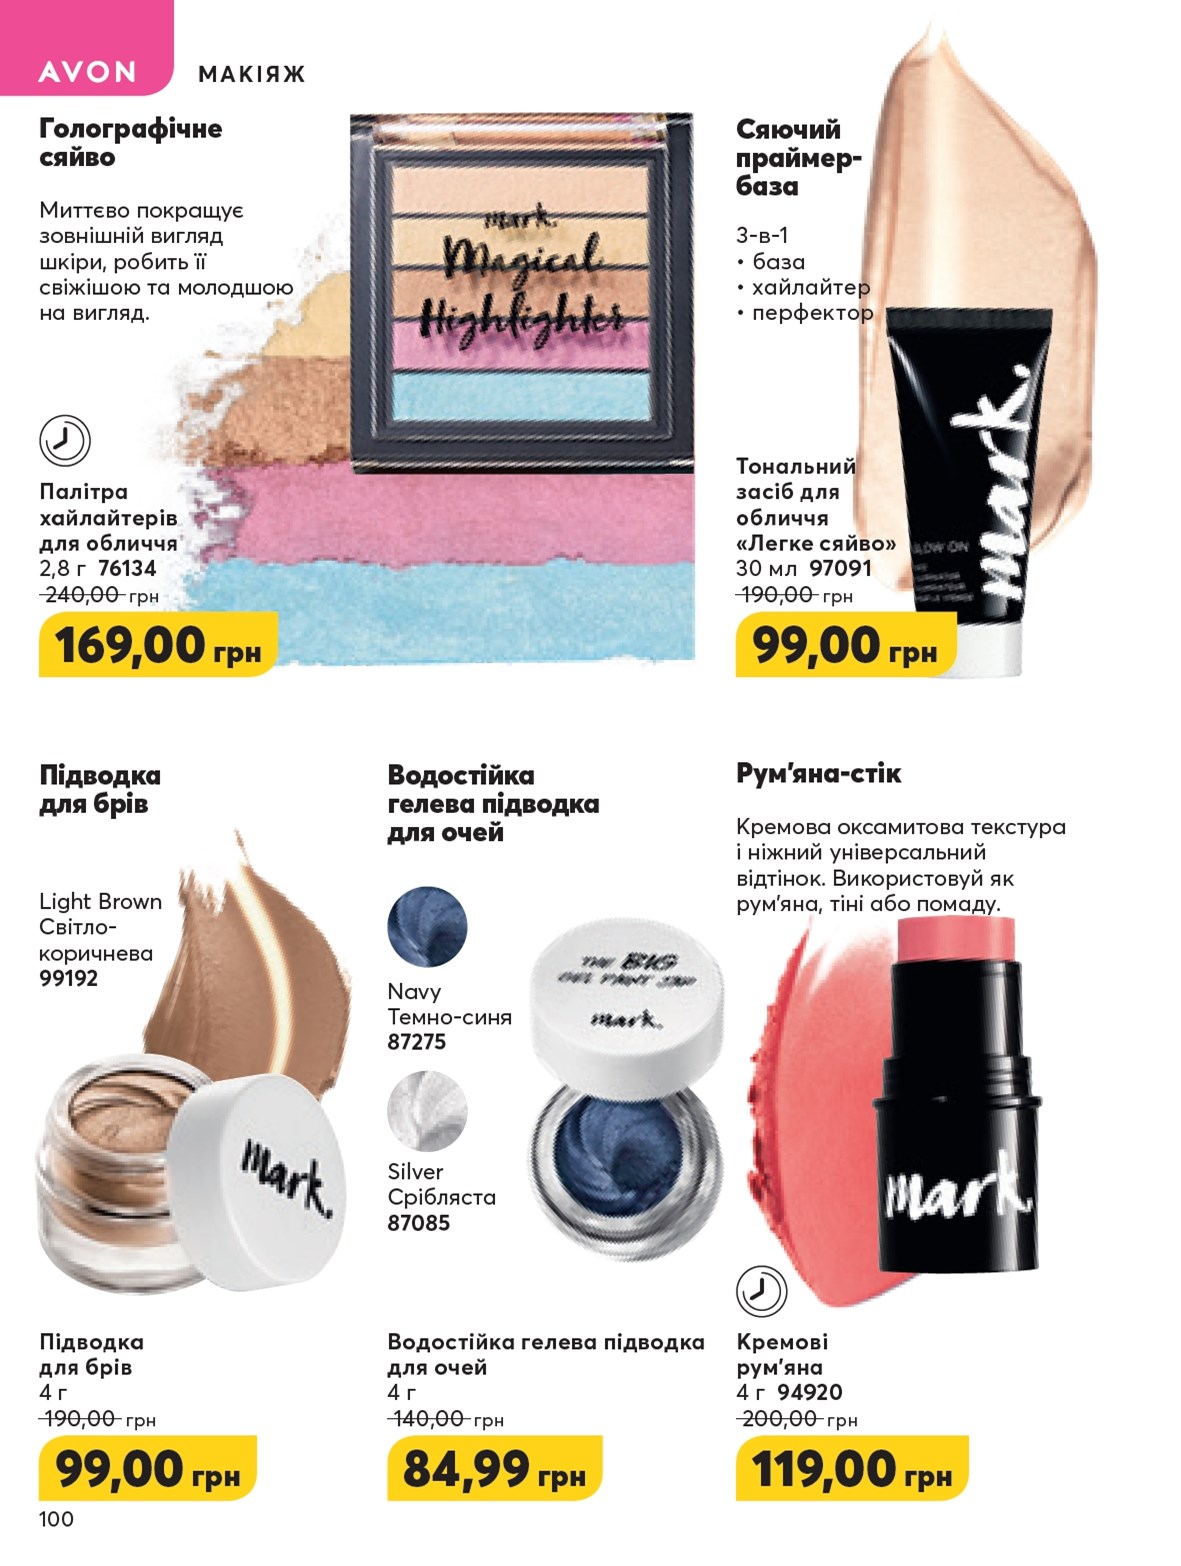 AVON
МАКІЯЖ
Голографічне
сяйво
Миттєво покращує
зовнішній вигляд
шкіри, робить її
свіжішою та молодшою
на вигляд.
mark.
Magical
Highlighter
Палітра
хайлайтерів
для обличчя
2,8 г 76134
240,00 грн
169,00 грн
Сяючий
праймер-
база
3-в-1
• база
• хайлайтер
• перфектор
mark.
GLOW ON
Тональний
засіб для
обличчя
«Легке сяйво»
30 мл 97091
190,00 грн
99,00 грн
Підводка
для брів
Light Brown
Світло-
коричнева
99192
mark.
Підводка
для брів
4 г
190,00 грн
99,00 грн
Водостійка
гелева підводка
для очей
Navy
Темно-синя
87275
Silver
Срібляста
87085
THE BIG
GEL PAINT JAR
mark.
Водостійка гелева підводка
для очей
4 г
140,00 грн
84,99 грн
Рум’яна-стік
Кремова оксамитова текстура
і ніжний універсальний
відтінок. Використовуй як
рум’яна, тіні або помаду.
mark.
Кремові
рум’яна
4 г 94920
200,00 грн
119,00 грн
100